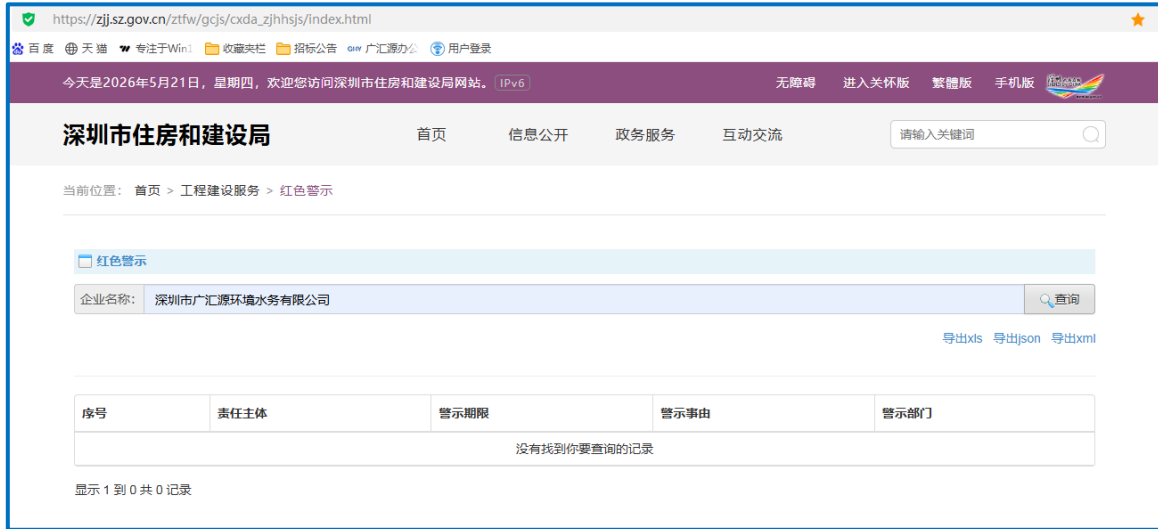 https://zjj.sz.gov.cn/ztfw/gcjs/cxda_zjhhsjs/index.html
百度 天猫 专注于Win1 收藏夹栏 招标公告 GHY 广汇源办公 用户登录
今天是2026年5月21日，星期四，欢迎您访问深圳市住房和建设局网站。 IPv6 无障碍 进入关怀版 繁體版 手机版
深圳市住房和建设局 首页 信息公开 政务服务 互动交流 请输入关键词
当前位置： 首页 > 工程建设服务 > 红色警示
红色警示
企业名称： 深圳市广汇源环境水务有限公司 查询
导出xls 导出json 导出xml
序号 责任主体 警示期限 警示事由 警示部门
没有找到你要查询的记录
显示 1 到 0 共 0 记录